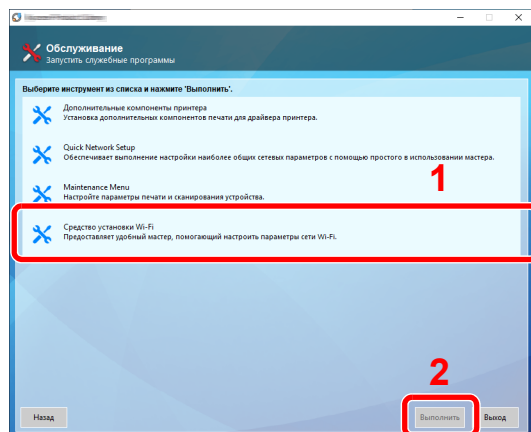 Обслуживание
Запустить служебные программы
Выберите инструмент из списка и нажмите 'Выполнить'.
Дополнительные компоненты принтера
Установка дополнительных компонентов печати для драйвера принтера.
Quick Network Setup
Обеспечивает выполнение настройки наиболее общих сетевых параметров с помощью простого в использовании мастера.
1
Maintenance Menu
Настройте параметры печати и сканирования устройства.
Средство установки Wi-Fi
Предоставляет удобный мастер, помогающий настроить параметры сети Wi-Fi.
2
Назад
Выполнить
Выход